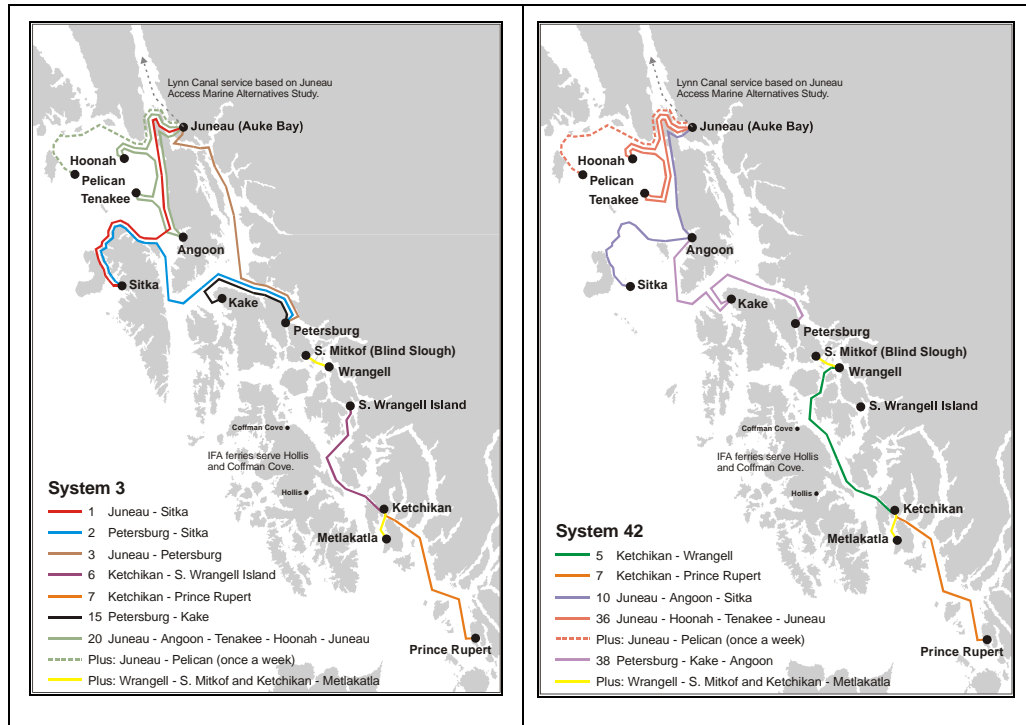 Lynn Canal service based on Juneau
Access Marine Alternatives Study.
Juneau (Auke Bay)
Hoonah
Pelican
Tenakee
Angoon
Sitka
Kake
Petersburg
S. Mitkof (Blind Slough)
Wrangell
S. Wrangell Island
Coffman Cove
IFA ferries serve Hollis
and Coffman Cove.
Hollis
Ketchikan
Metlakatla
Prince Rupert
System 3
1 Juneau - Sitka
2 Petersburg - Sitka
3 Juneau - Petersburg
6 Ketchikan - S. Wrangell Island
7 Ketchikan - Prince Rupert
15 Petersburg - Kake
20 Juneau - Angoon - Tenakee - Hoonah - Juneau
Plus: Juneau - Pelican (once a week)
Plus: Wrangell - S. Mitkof and Ketchikan - Metlakatla
Lynn Canal service based on Juneau
Access Marine Alternatives Study.
Juneau (Auke Bay)
Hoonah
Pelican
Tenakee
Angoon
Sitka
Kake
Petersburg
S. Mitkof (Blind Slough)
Wrangell
S. Wrangell Island
Coffman Cove
IFA ferries serve Hollis
and Coffman Cove.
Hollis
Ketchikan
Metlakatla
Prince Rupert
System 42
5 Ketchikan - Wrangell
7 Ketchikan - Prince Rupert
10 Juneau - Angoon - Sitka
36 Juneau - Hoonah - Tenakee - Juneau
Plus: Juneau - Pelican (once a week)
38 Petersburg - Kake - Angoon
Plus: Wrangell - S. Mitkof and Ketchikan - Metlakatla